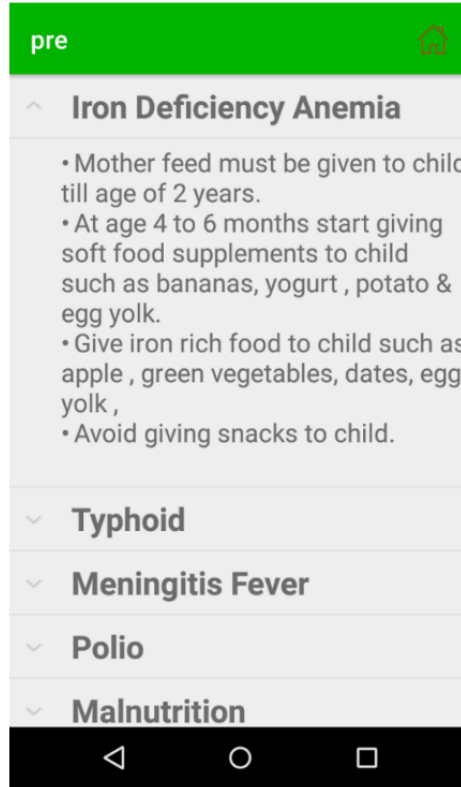 pre
Iron Deficiency Anemia
• Mother feed must be given to child
till age of 2 years.
• At age 4 to 6 months start giving
soft food supplements to child
such as bananas, yogurt , potato &
egg yolk.
• Give iron rich food to child such as
apple , green vegetables, dates, egg
yolk ,
• Avoid giving snacks to child.
Typhoid
Meningitis Fever
Polio
Malnutrition